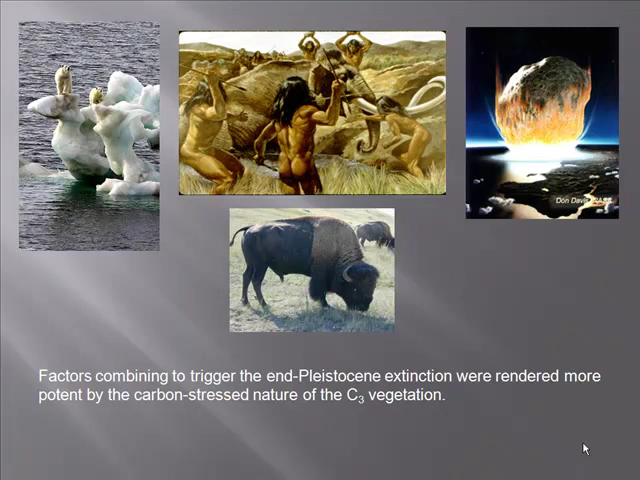 Don Davis
Factors combining to trigger the end-Pleistocene extinction were rendered more
potent by the carbon-stressed nature of the C₃ vegetation.